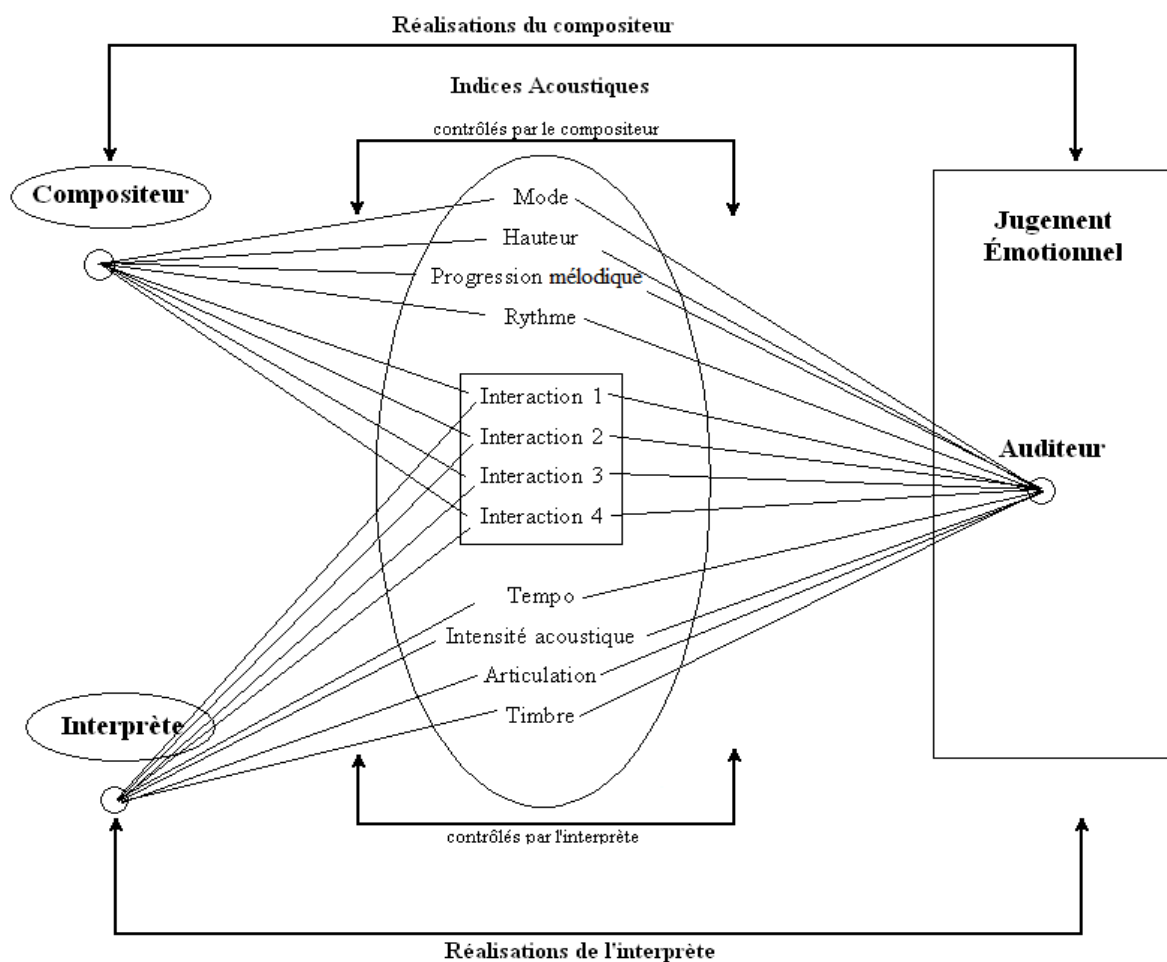 Réalisations du compositeur
Indices Acoustiques
contrôlés par le compositeur
Compositeur
Mode
Hauteur
Progression mélodique
Rythme
Jugement
Émotionnel
Interaction 1
Interaction 2
Interaction 3
Interaction 4
Auditeur
Tempo
Intensité acoustique
Articulation
Timbre
Interprète
contrôlés par l'interprète
Réalisations de l'interprète